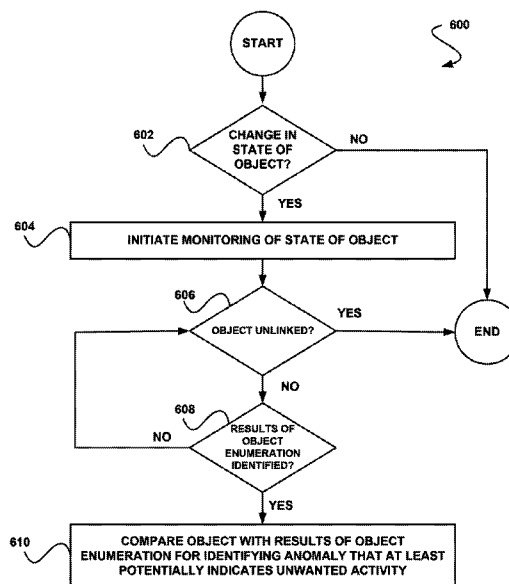 START
600
602
CHANGE IN
STATE OF
OBJECT?
NO
YES
604
INITIATE MONITORING OF STATE OF OBJECT
606
OBJECT UNLINKED?
YES
END
NO
608
RESULTS OF
OBJECT
ENUMERATION
IDENTIFIED?
NO
YES
610
COMPARE OBJECT WITH RESULTS OF OBJECT
ENUMERATION FOR IDENTIFYING ANOMALY THAT AT LEAST
POTENTIALLY INDICATES UNWANTED ACTIVITY